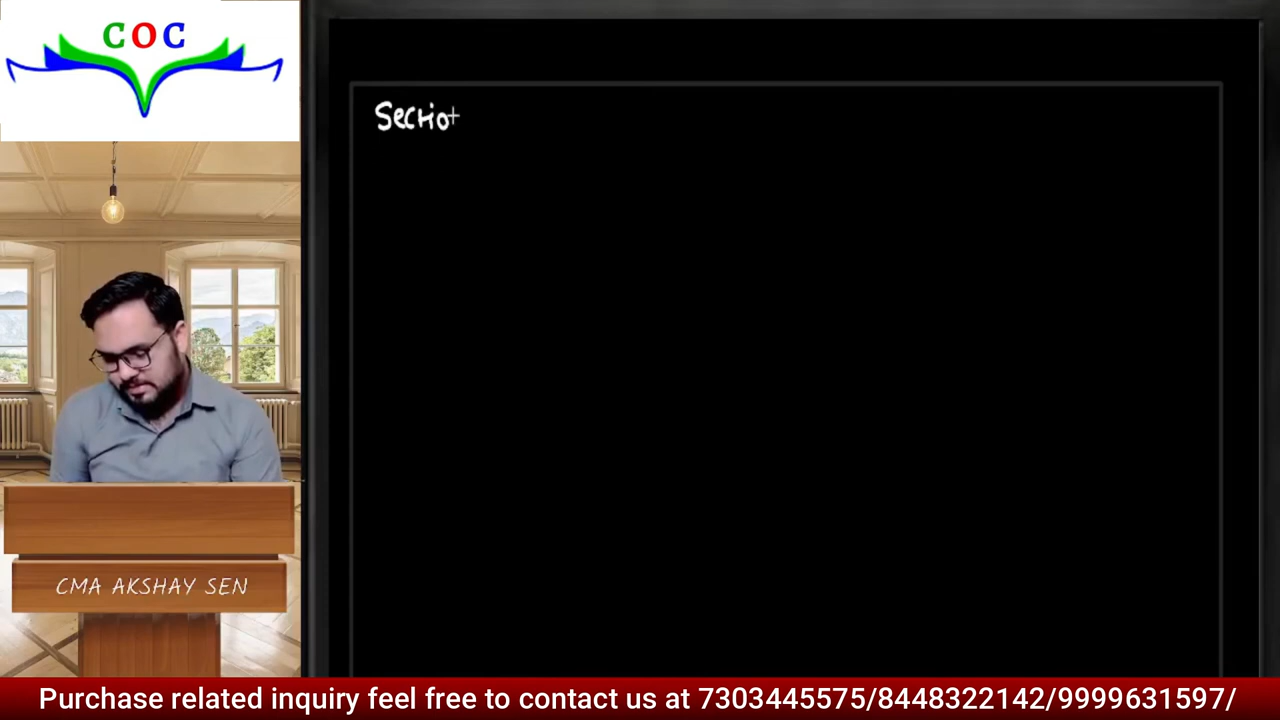 COC
Sectio
CMA AKSHAY SEN
Purchase related inquiry feel free to contact us at 7303445575/8448322142/9999631597/